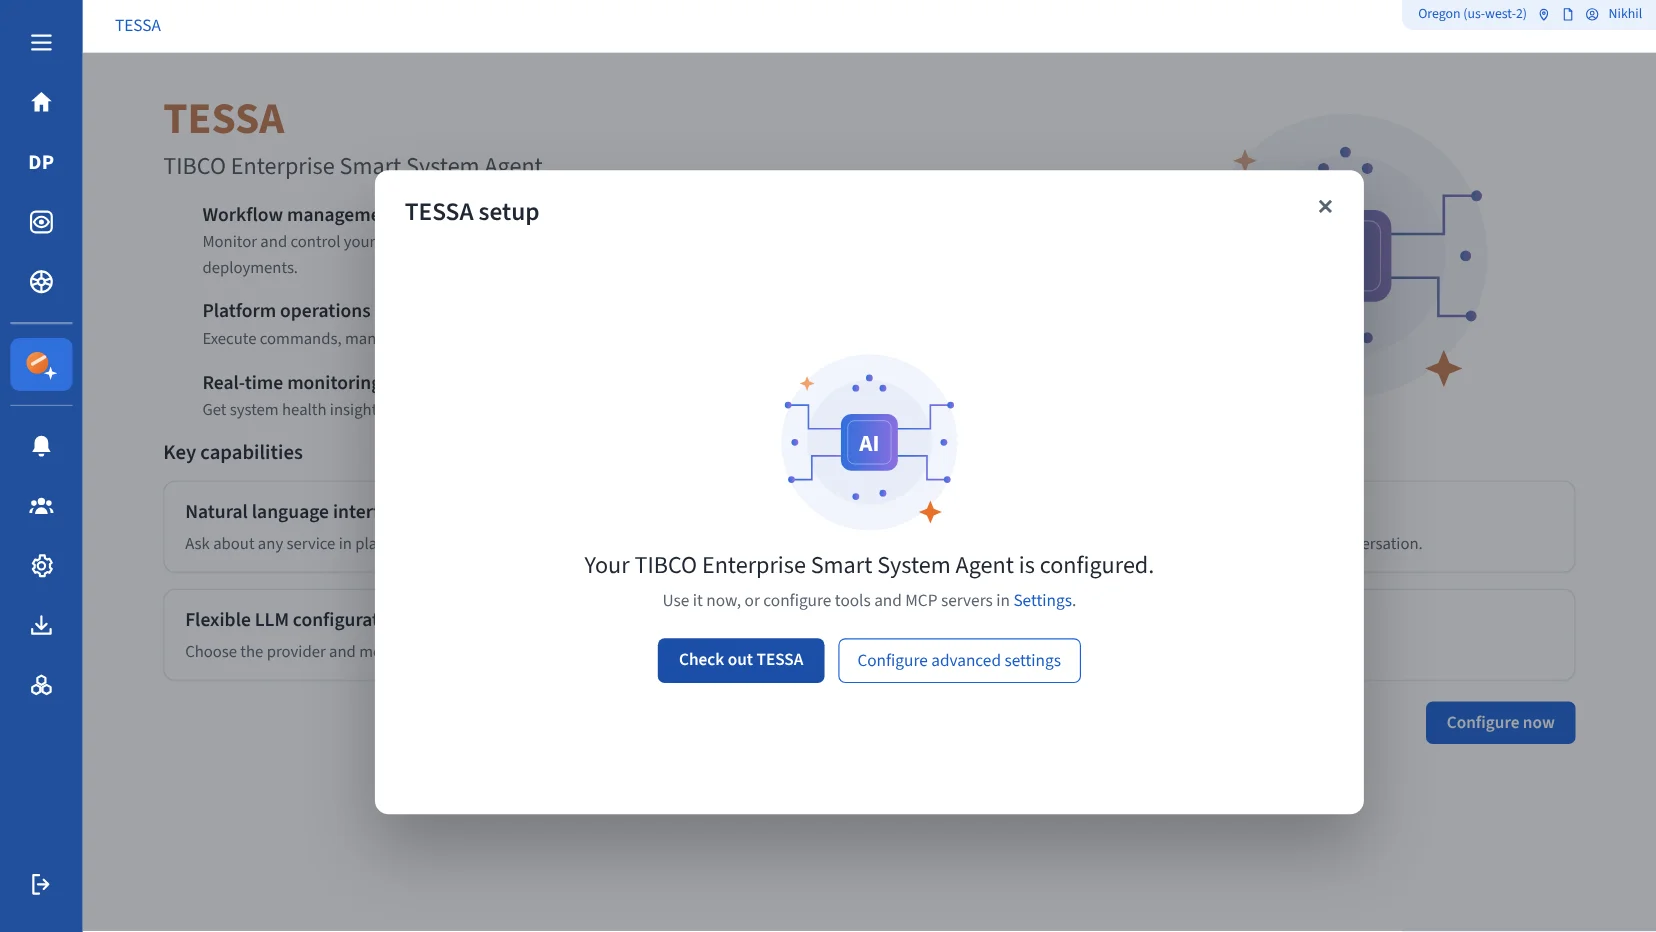 TESSA
Oregon (us-west-2)
Nikhil
DP
TESSA
TIBCO Enterprise Smart System Agent
Workflow manageme
Monitor and control your
deployments.
Platform operations
Execute commands, man
Real-time monitoring
Get system health insight
Key capabilities
Natural language inter
Ask about any service in pla
ersation.
Flexible LLM configurat
Choose the provider and m
Configure now
TESSA setup
AI
Your TIBCO Enterprise Smart System Agent is configured.
Use it now, or configure tools and MCP servers in Settings.
Check out TESSA
Configure advanced settings